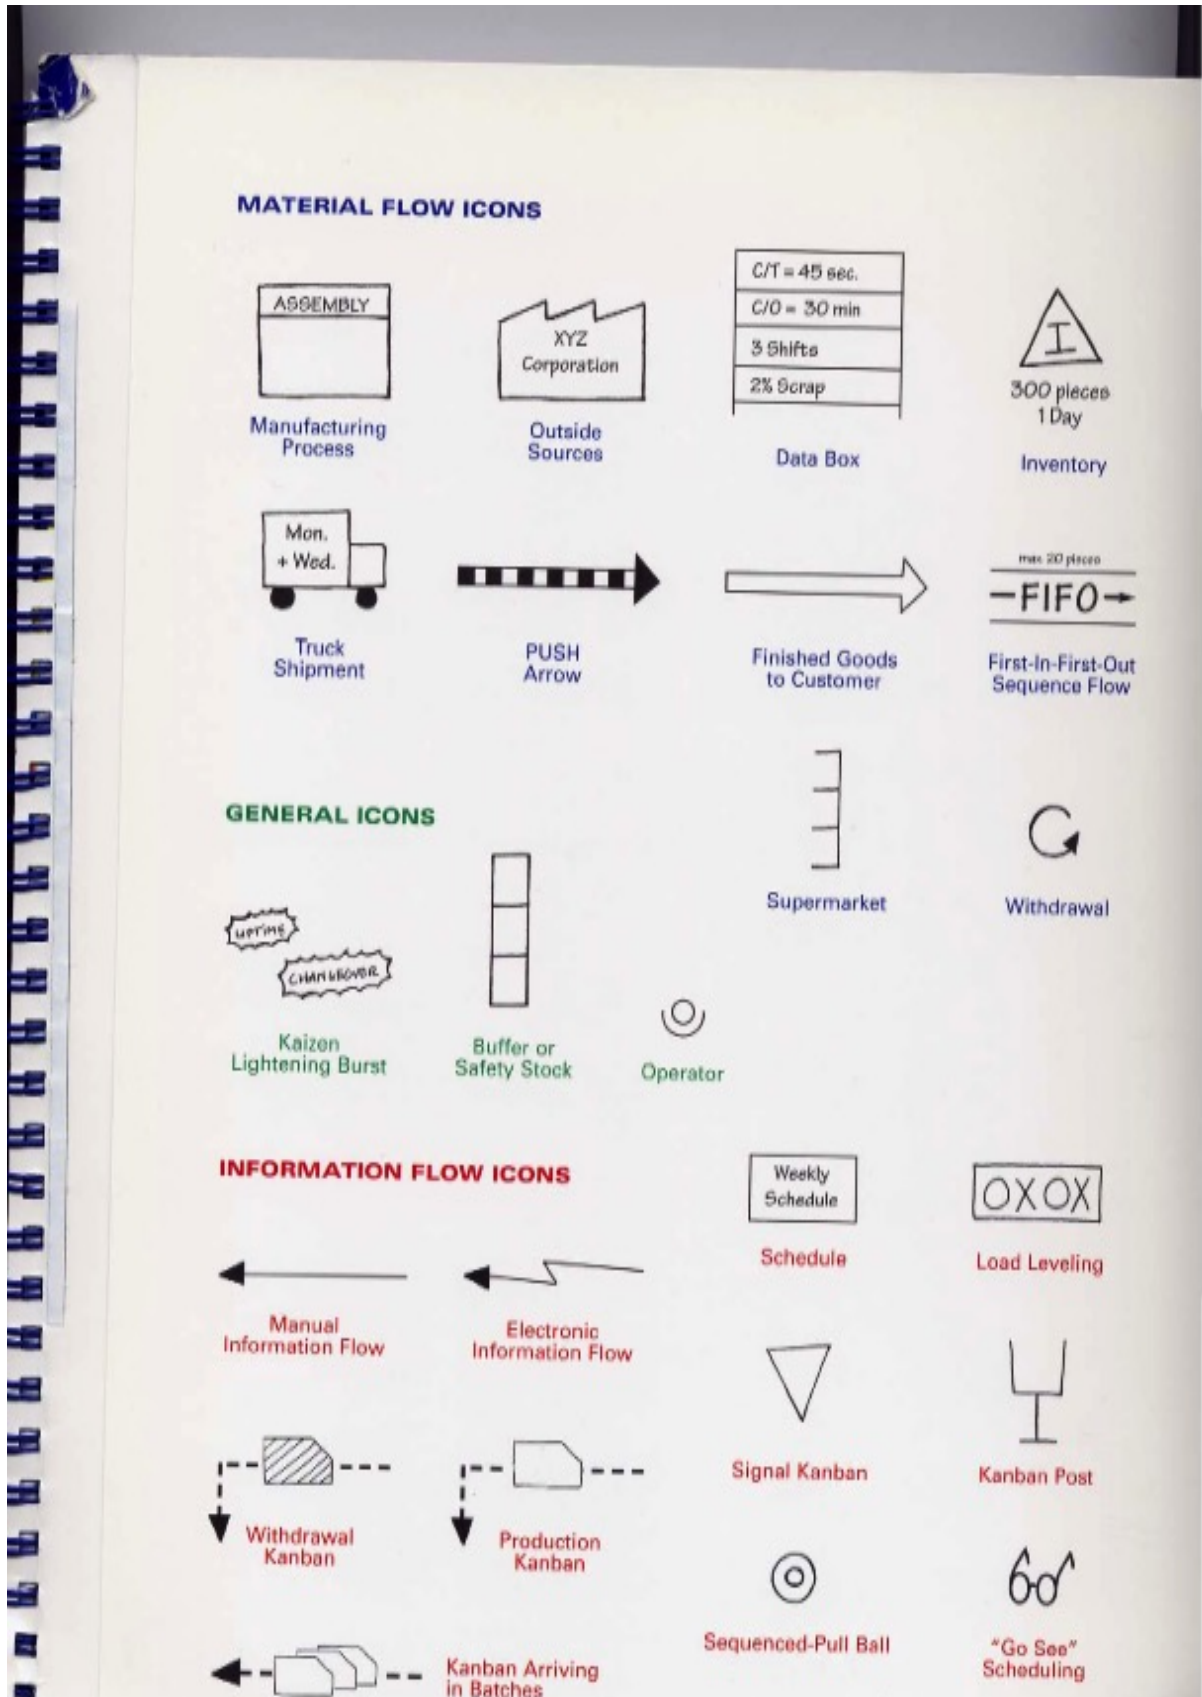 MATERIAL FLOW ICONS
ASSEMBLY
Manufacturing
Process
XYZ
Corporation
Outside
Sources
C/T = 45 sec.
C/O = 30 min
3 Shifts
2% Scrap
Data Box
I
300 pieces
1 Day
Inventory
Mon.
+ Wed.
Truck
Shipment
PUSH
Arrow
Finished Goods
to Customer
max. 20 pieces
FIFO
First-In-First-Out
Sequence Flow
Supermarket
Withdrawal
GENERAL ICONS
UPTIME
Kaizen
Lightening Burst
Buffer or
Safety Stock
Operator
INFORMATION FLOW ICONS
Manual
Information Flow
Electronic
Information Flow
Weekly
Schedule
Schedule
OXOX
Load Leveling
Signal Kanban
Kanban Post
Withdrawal
Kanban
Production
Kanban
Sequenced-Pull Ball
"Go See"
Scheduling
Kanban Arriving
in Batches